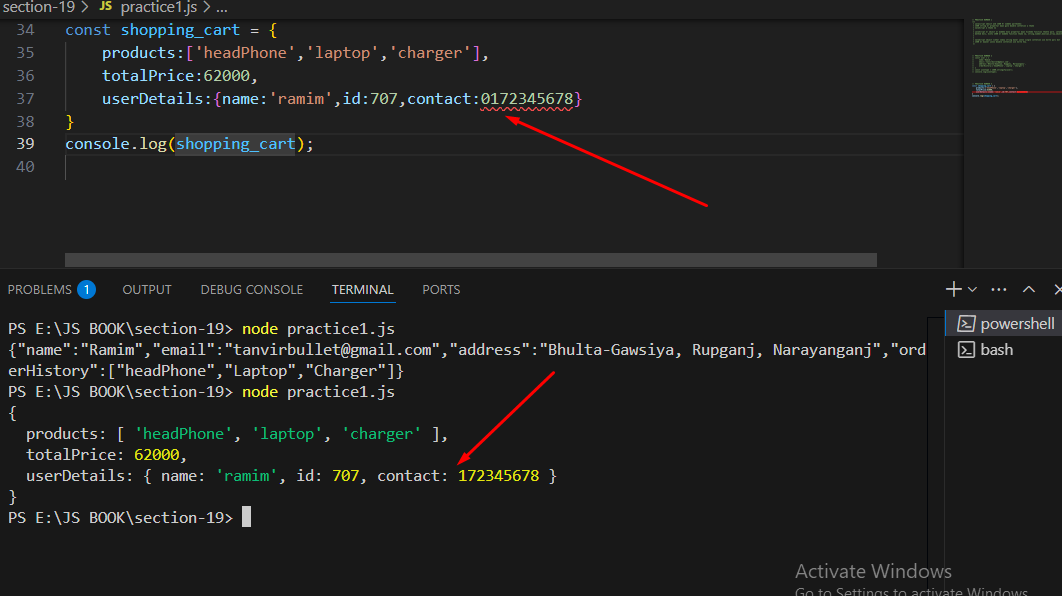 section-19 > JS practice1.js > ...
34 const shopping_cart = {
35 products:['headPhone','laptop','charger'],
36 totalPrice:62000,
37 userDetails:{name:'ramim',id:707,contact:0172345678}
38 }
39 console.log(shopping_cart);
40
PROBLEMS 1 OUTPUT DEBUG CONSOLE TERMINAL PORTS
powershell
bash
PS E:\JS BOOK\section-19> node practice1.js
{"name":"Ramim","email":"tanvirbullet@gmail.com","address":"Bhulta-Gawsiya, Rupganj, Narayanganj","ord
erHistory":["headPhone","Laptop","Charger"]}
PS E:\JS BOOK\section-19> node practice1.js
{
products: [ 'headPhone', 'laptop', 'charger' ],
totalPrice: 62000,
userDetails: { name: 'ramim', id: 707, contact: 172345678 }
}
PS E:\JS BOOK\section-19>
Activate Windows
Go to Settings to activate Windows.